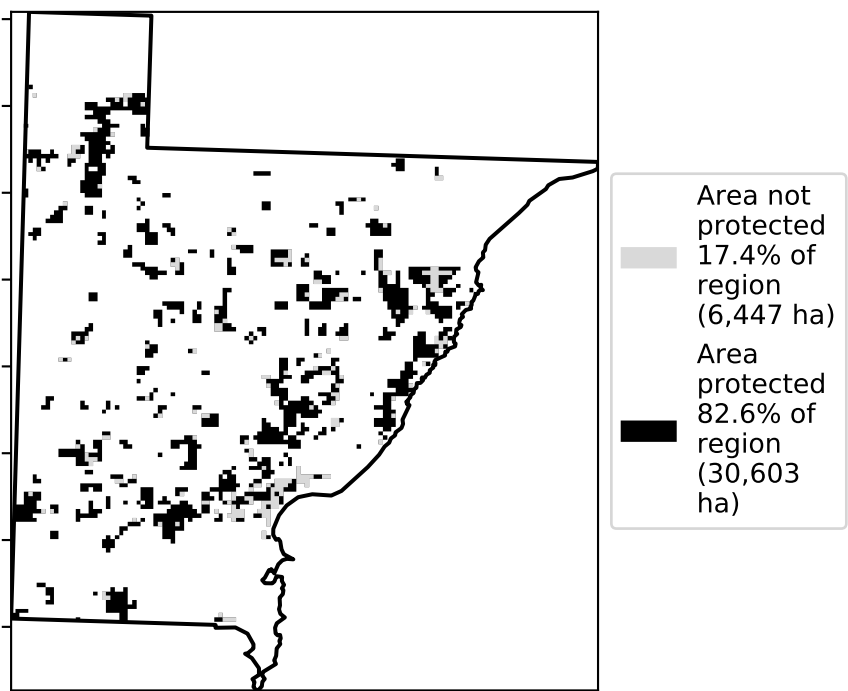 Area not
protected
17.4% of
region
(6,447 ha)
Area
protected
82.6% of
region
(30,603
ha)